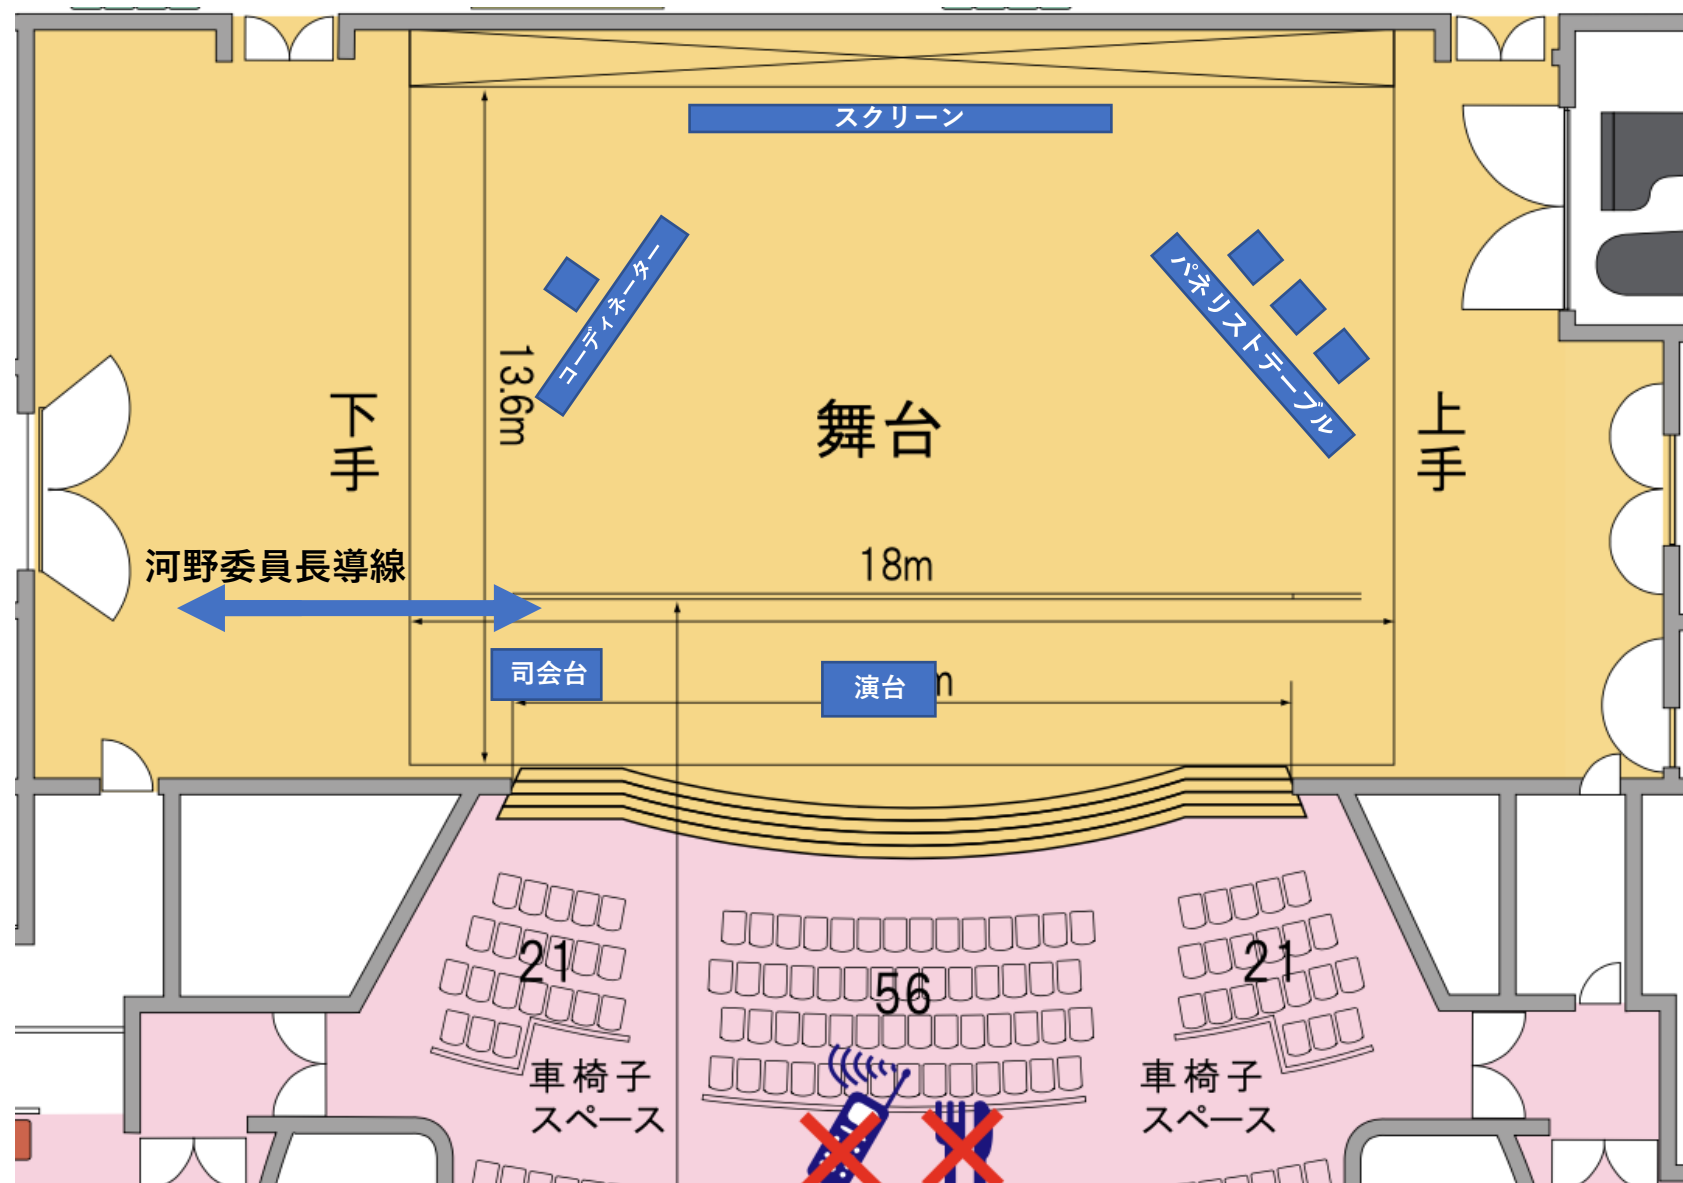 スクリーン
コーディネーター
パネリストテーブル
13.6m
下手
舞台
上手
河野委員長導線
18m
司会台
演台
m
21
56
21
車椅子
スペース
車椅子
スペース